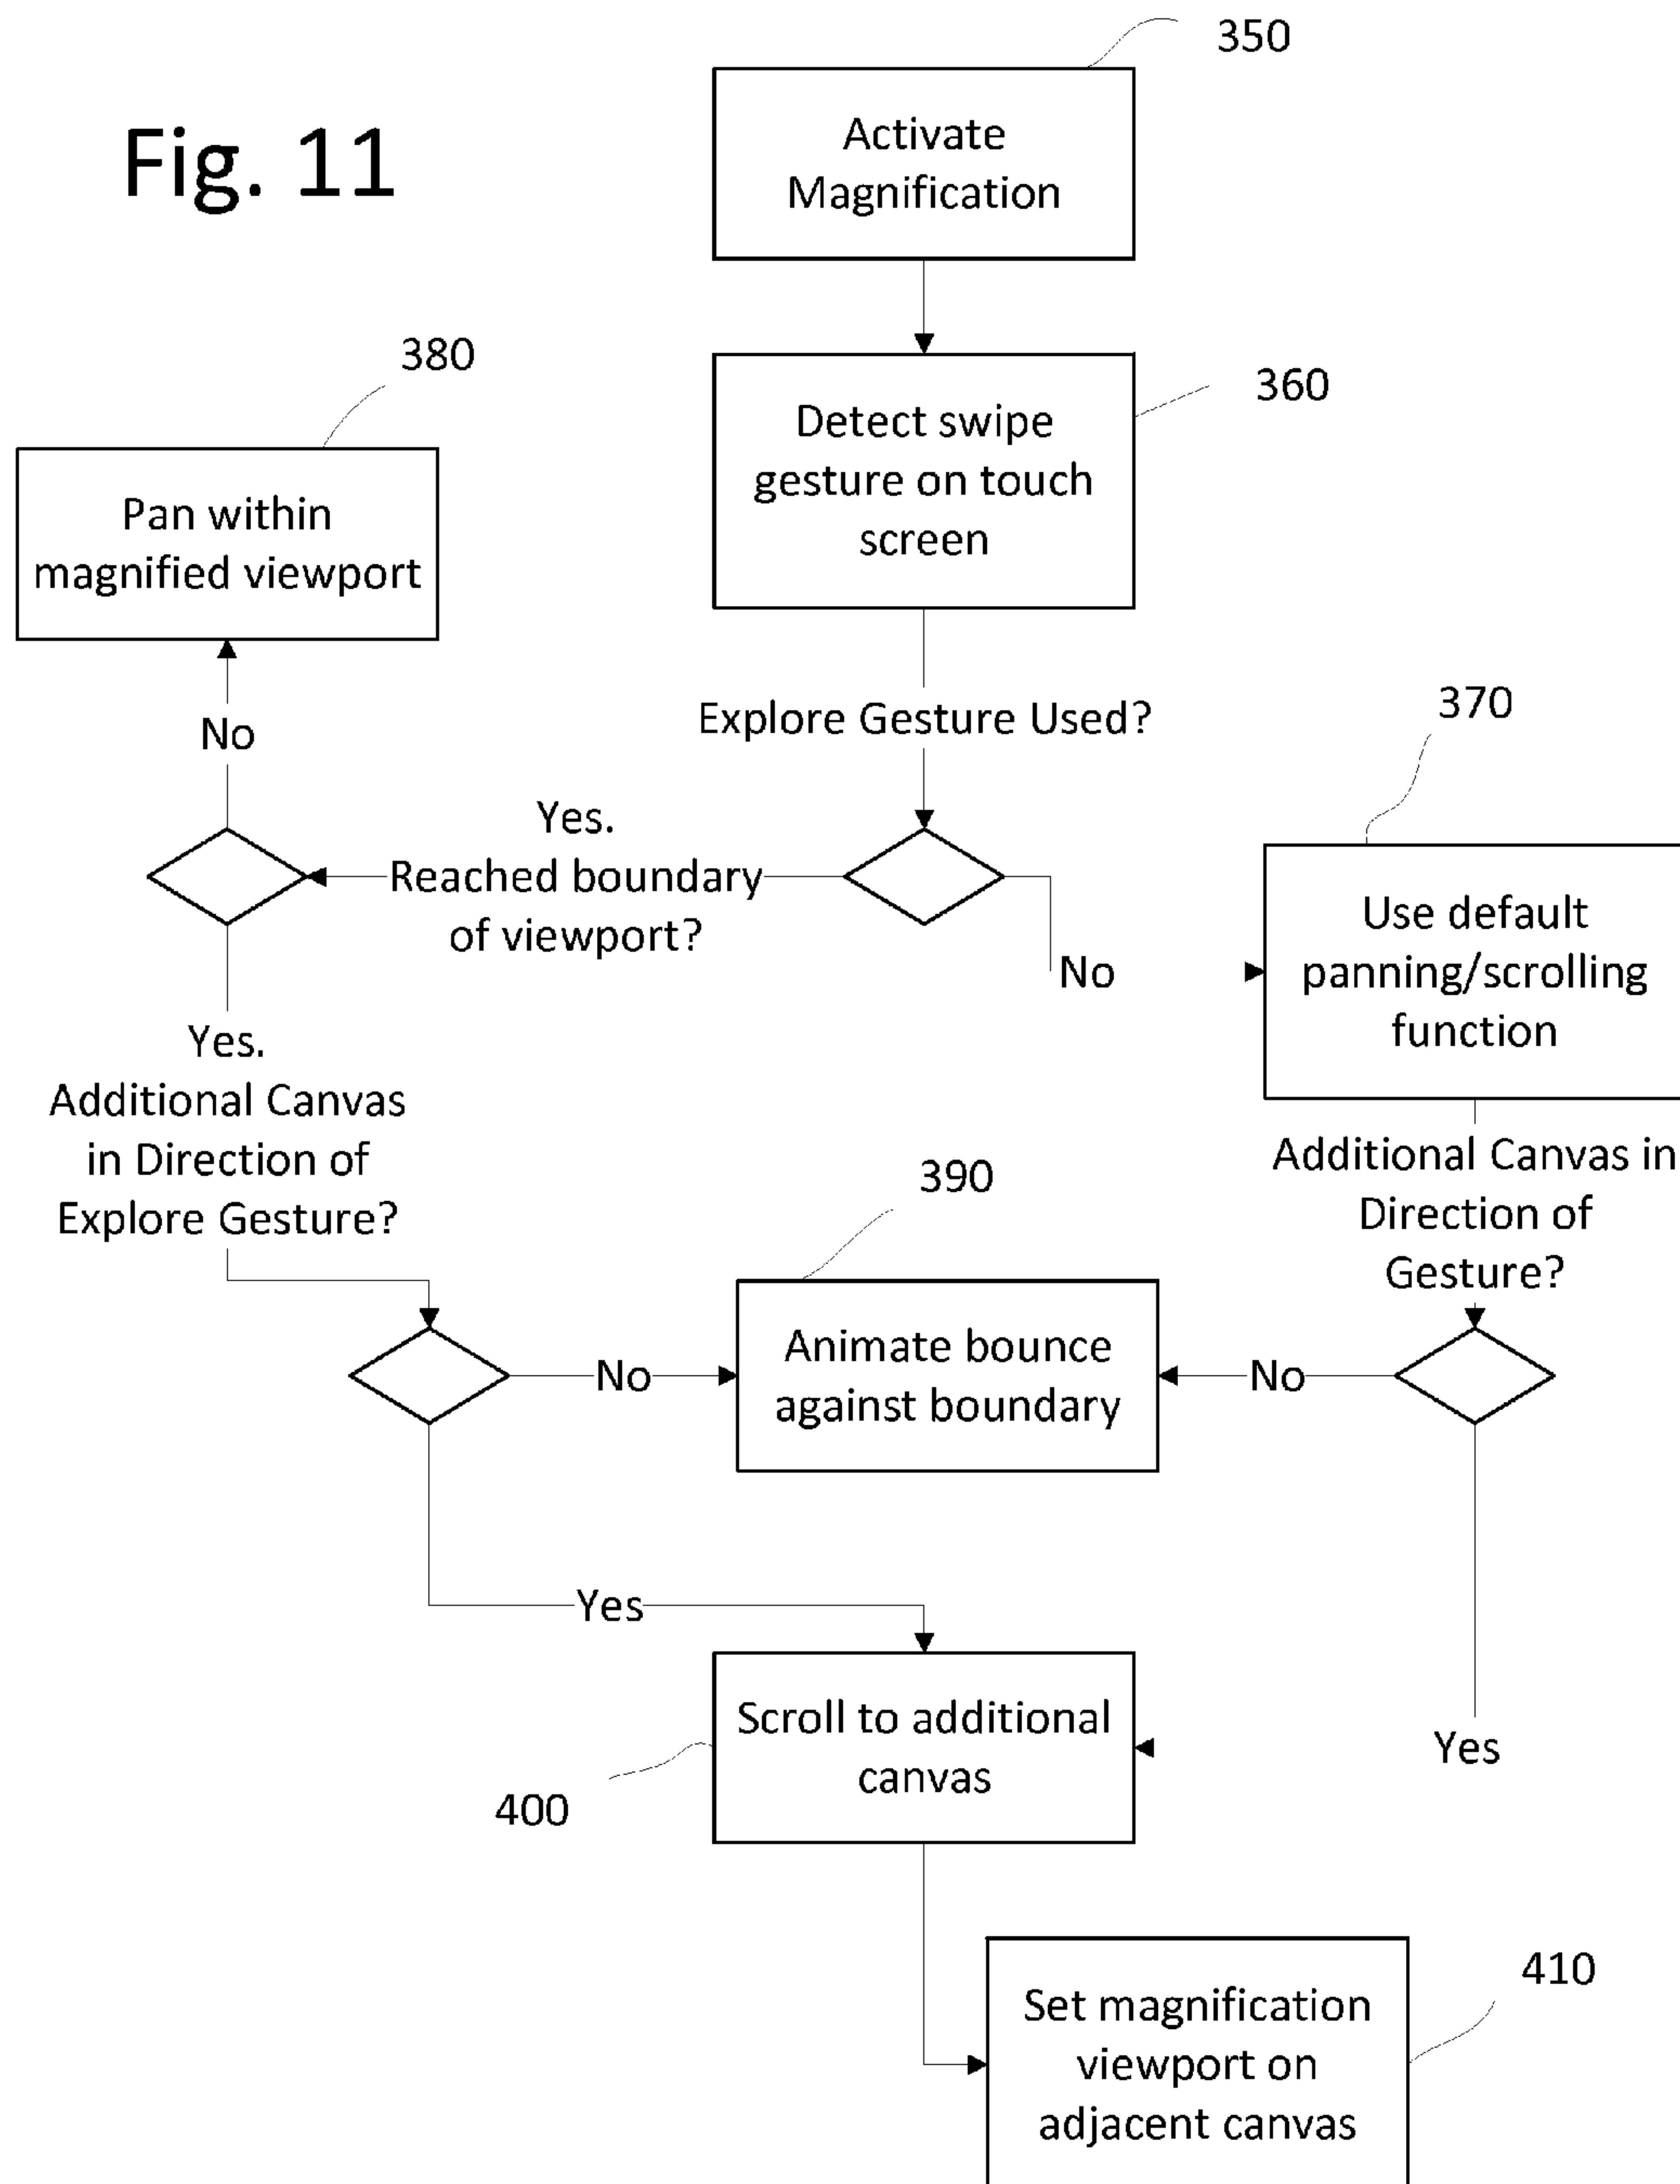 Fig. 11
350
Activate
Magnification
380
360
Detect swipe
gesture on touch
screen
Pan within
magnified viewport
No
Explore Gesture Used?
370
Yes.
Reached boundary
of viewport?
No
Use default
panning/scrolling
function
Yes.
Additional Canvas
in Direction of
Explore Gesture?
390
Additional Canvas in
Direction of
Gesture?
No
Animate bounce
against boundary
No
Yes
Scroll to additional
canvas
Yes
400
410
Set magnification
viewport on
adjacent canvas